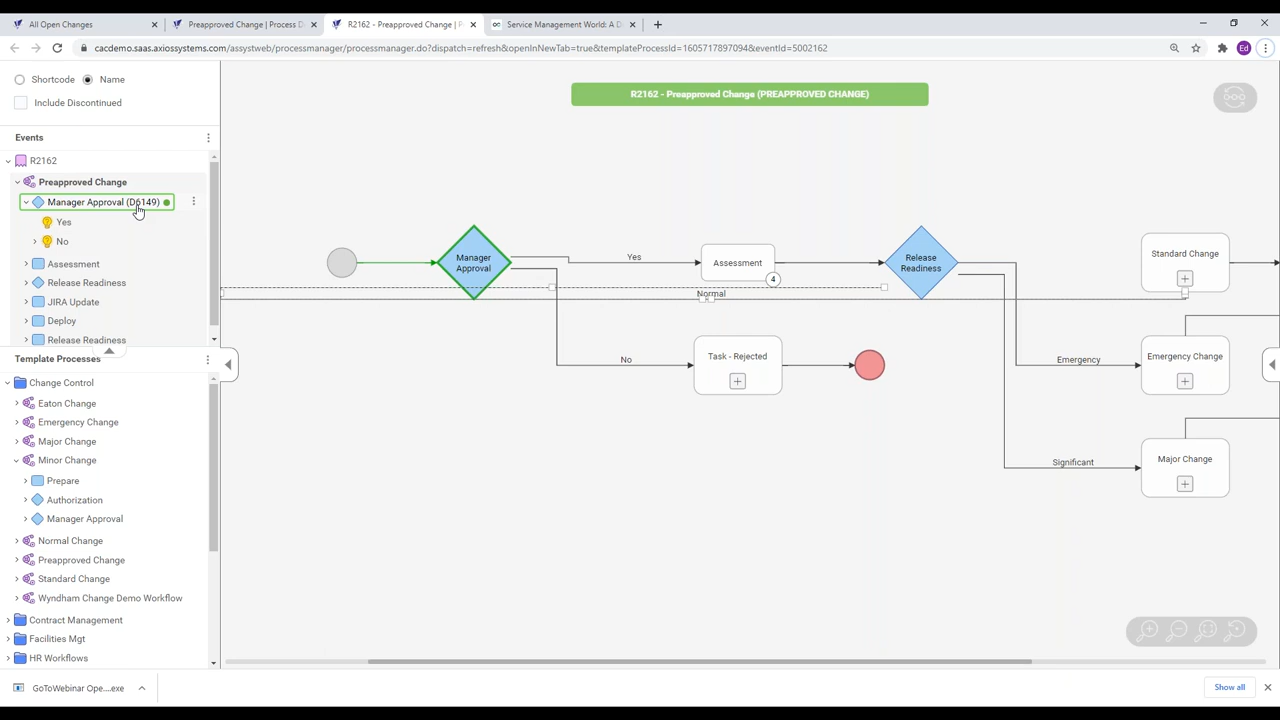 All Open Changes
Preapproved Change | Process D
R2162 - Preapproved Change | P
Service Management World: A D
cacdemo.saas.axiossystems.com/assystweb/processmanager/processmanager.do?dispatch=refresh&openInNewTab=true&templateProcessId=1605717897094&eventId=5002162
Ed
Shortcode
Name
Include Discontinued
Events
R2162
Preapproved Change
Manager Approval (D6149)
Yes
No
Assessment
Release Readiness
JIRA Update
Deploy
Release Readiness
Template Processes
Change Control
Eaton Change
Emergency Change
Major Change
Minor Change
Prepare
Authorization
Manager Approval
Normal Change
Preapproved Change
Standard Change
Wyndham Change Demo Workflow
Contract Management
Facilities Mgt
HR Workflows
R2162 - Preapproved Change (PREAPPROVED CHANGE)
Manager
Approval
Yes
Assessment
4
Release
Readiness
Standard Change
Normal
No
Task - Rejected
Emergency
Emergency Change
Significant
Major Change
GoToWebinar Ope....exe
Show all